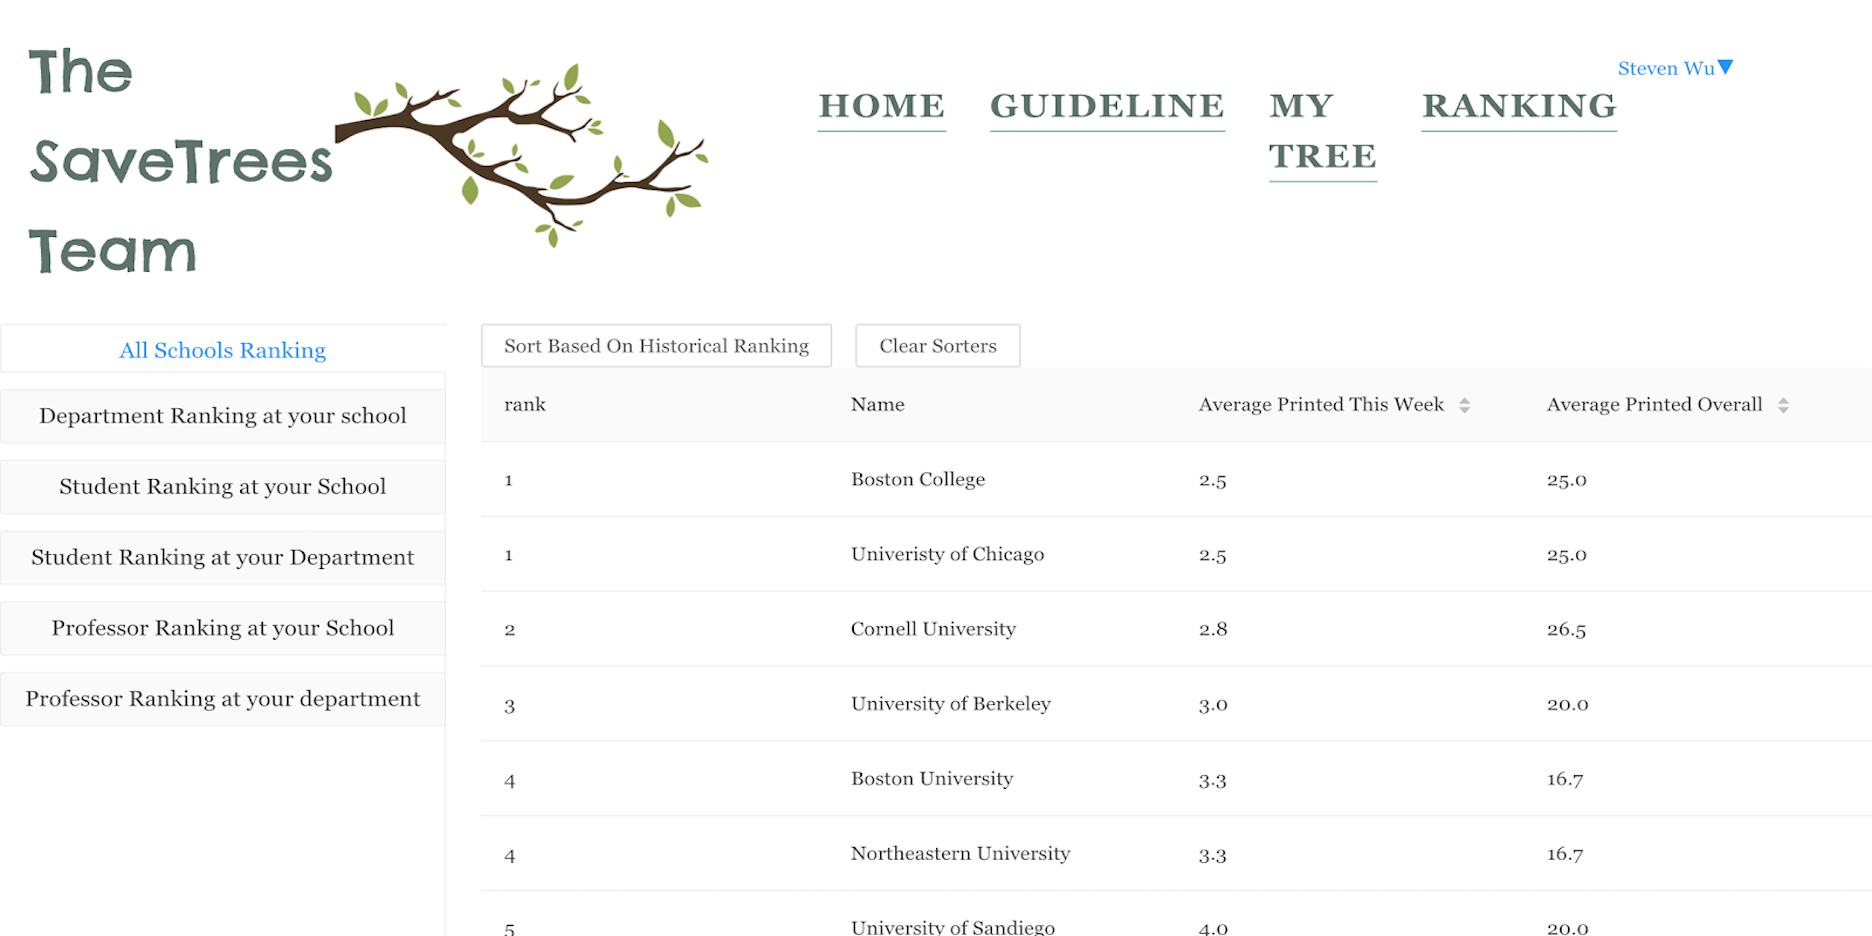 The
SaveTrees
Team
HOME GUIDELINE MY TREE RANKING
Steven Wu▼
All Schools Ranking
Department Ranking at your school
Student Ranking at your School
Student Ranking at your Department
Professor Ranking at your School
Professor Ranking at your department
Sort Based On Historical Ranking Clear Sorters
rank Name Average Printed This Week Average Printed Overall
1 Boston College 2.5 25.0
1 Univeristy of Chicago 2.5 25.0
2 Cornell University 2.8 26.5
3 University of Berkeley 3.0 20.0
4 Boston University 3.3 16.7
4 Northeastern University 3.3 16.7
5 University of Sandiego 4.0 20.0